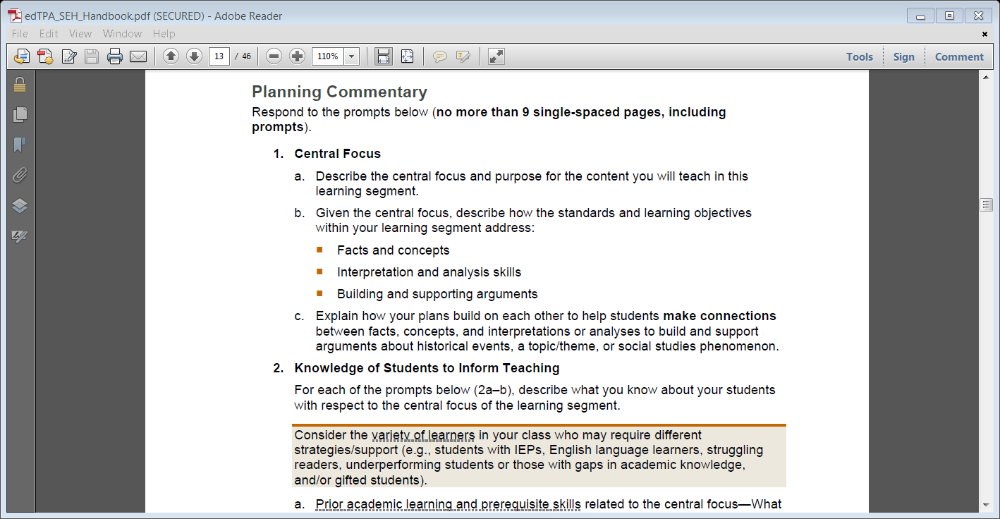 edTPA_SEH_Handbook.pdf (SECURED) - Adobe Reader
File Edit View Window Help
13 / 46 110% Tools Sign Comment
Planning Commentary
Respond to the prompts below (no more than 9 single-spaced pages, including
prompts).
1. Central Focus
a. Describe the central focus and purpose for the content you will teach in this
learning segment.
b. Given the central focus, describe how the standards and learning objectives
within your learning segment address:
■ Facts and concepts
■ Interpretation and analysis skills
■ Building and supporting arguments
c. Explain how your plans build on each other to help students make connections
between facts, concepts, and interpretations or analyses to build and support
arguments about historical events, a topic/theme, or social studies phenomenon.
2. Knowledge of Students to Inform Teaching
For each of the prompts below (2a–b), describe what you know about your students
with respect to the central focus of the learning segment.
Consider the variety of learners in your class who may require different
strategies/support (e.g., students with IEPs, English language learners, struggling
readers, underperforming students or those with gaps in academic knowledge,
and/or gifted students).
a. Prior academic learning and prerequisite skills related to the central focus—What